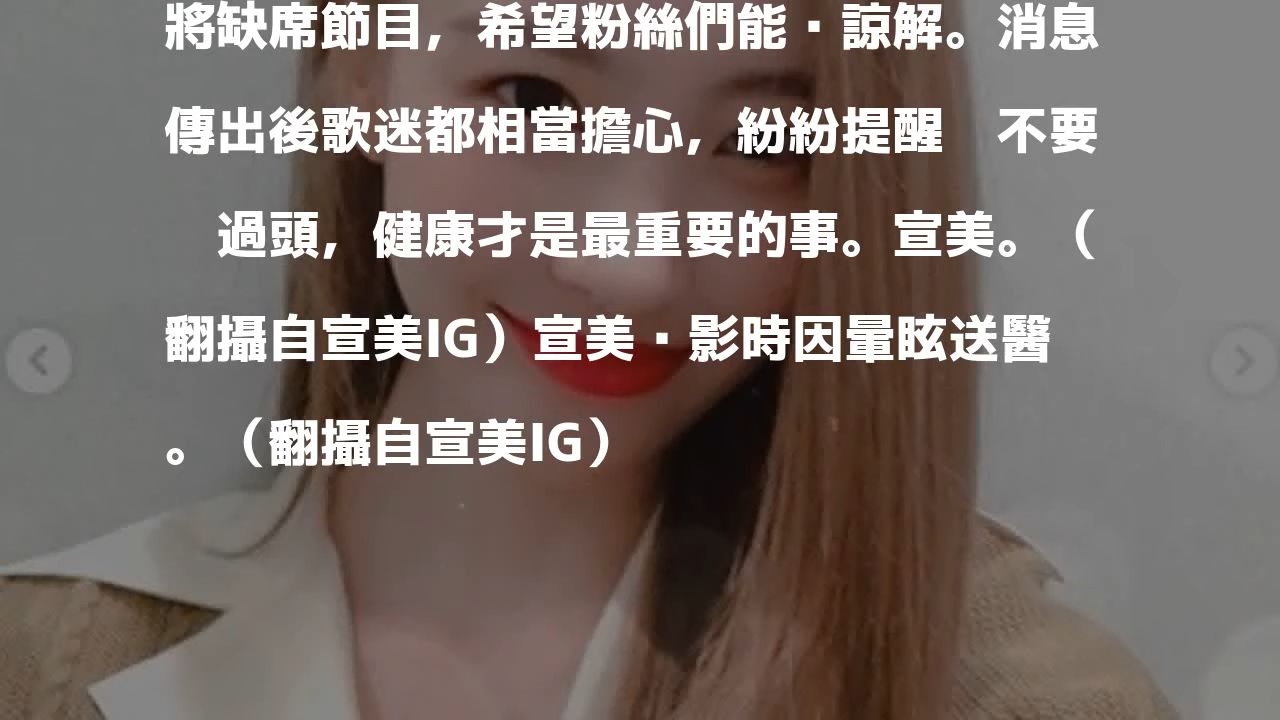 將缺席節目，希望粉絲們能·諒解。消息
傳出後歌迷都相當擔心，紛紛提醒　不要
　過頭，健康才是最重要的事。宣美。（
翻攝自宣美IG）宣美·影時因暈眩送醫
。（翻攝自宣美IG）